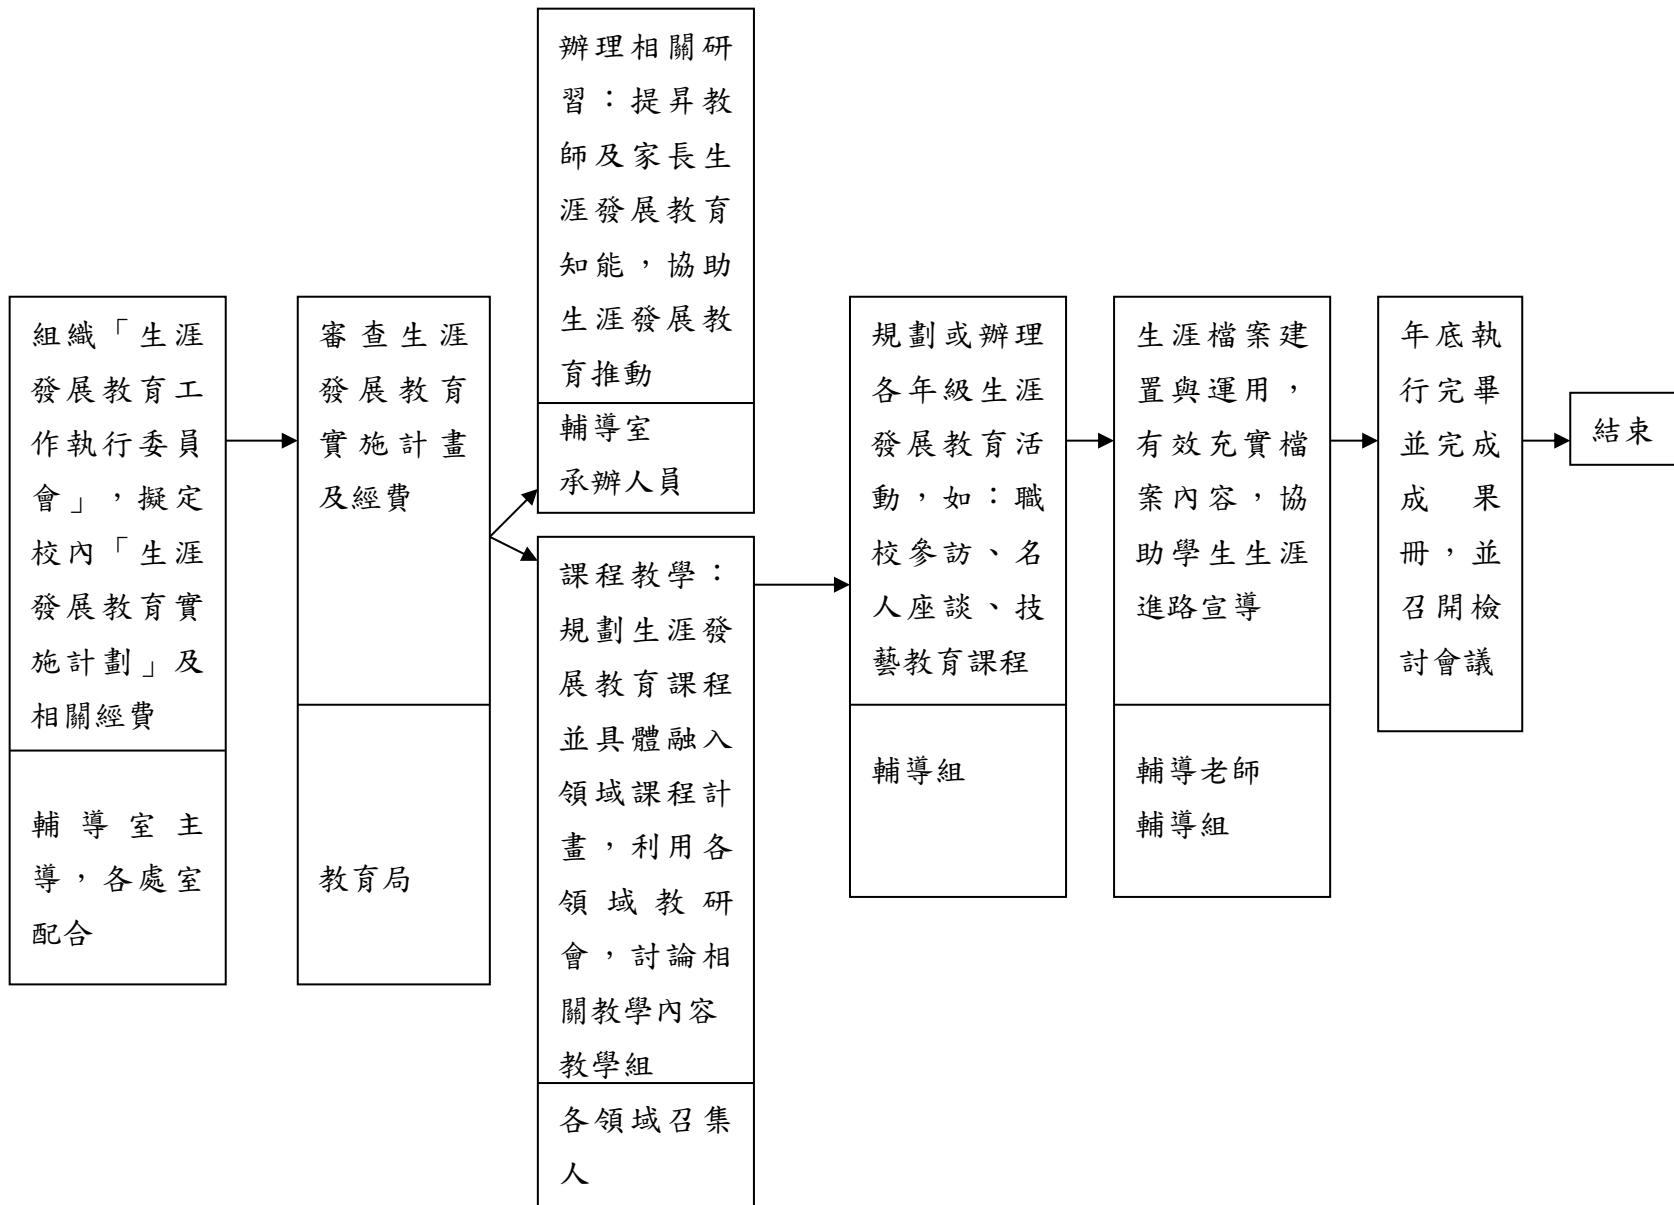 組織「生涯
發展教育工
作執行委員
會」，擬定
校內「生涯
發展教育實
施計劃」及
相關經費
輔導室主
導，各處室
配合
審查生涯
發展教育
實施計畫
及經費
教育局
辦理相關研
習：提昇教
師及家長生
涯發展教育
知能，協助
生涯發展教
育推動
輔導室
承辦人員
課程教學：
規劃生涯發
展教育課程
並具體融入
領域課程計
畫，利用各
領域教研
會，討論相
關教學內容
教學組
各領域召集
人
規劃或辦理
各年級生涯
發展教育活
動，如：職
校參訪、名
人座談、技
藝教育課程
輔導組
生涯檔案建
置與運用，
有效充實檔
案內容，協
助學生生涯
進路宣導
輔導老師
輔導組
年底執
行完畢
並完成
成果
冊，並
召開檢
討會議
結束